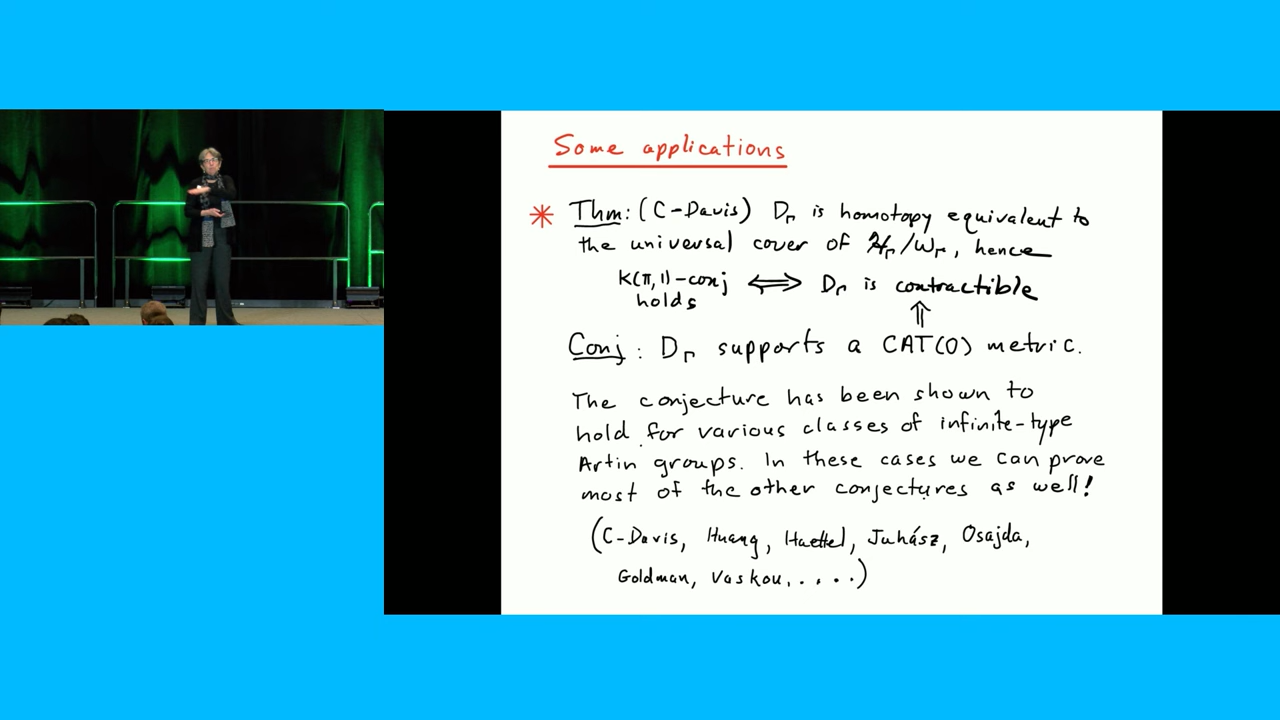 Some applications
* Thm: (C-Davis) D_Γ is homotopy equivalent to
the universal cover of ℋ_Γ/W_Γ, hence
K(π,1)-conj ⟺ D_Γ is contractible
holds
⇑
Conj: D_Γ supports a CAT(0) metric.
The conjecture has been shown to
hold for various classes of infinite-type
Artin groups. In these cases we can prove
most of the other conjectures as well!
(C-Davis, Huang, Haettel, Juhász, Osajda,
Goldman, Vaskou, . . . .)